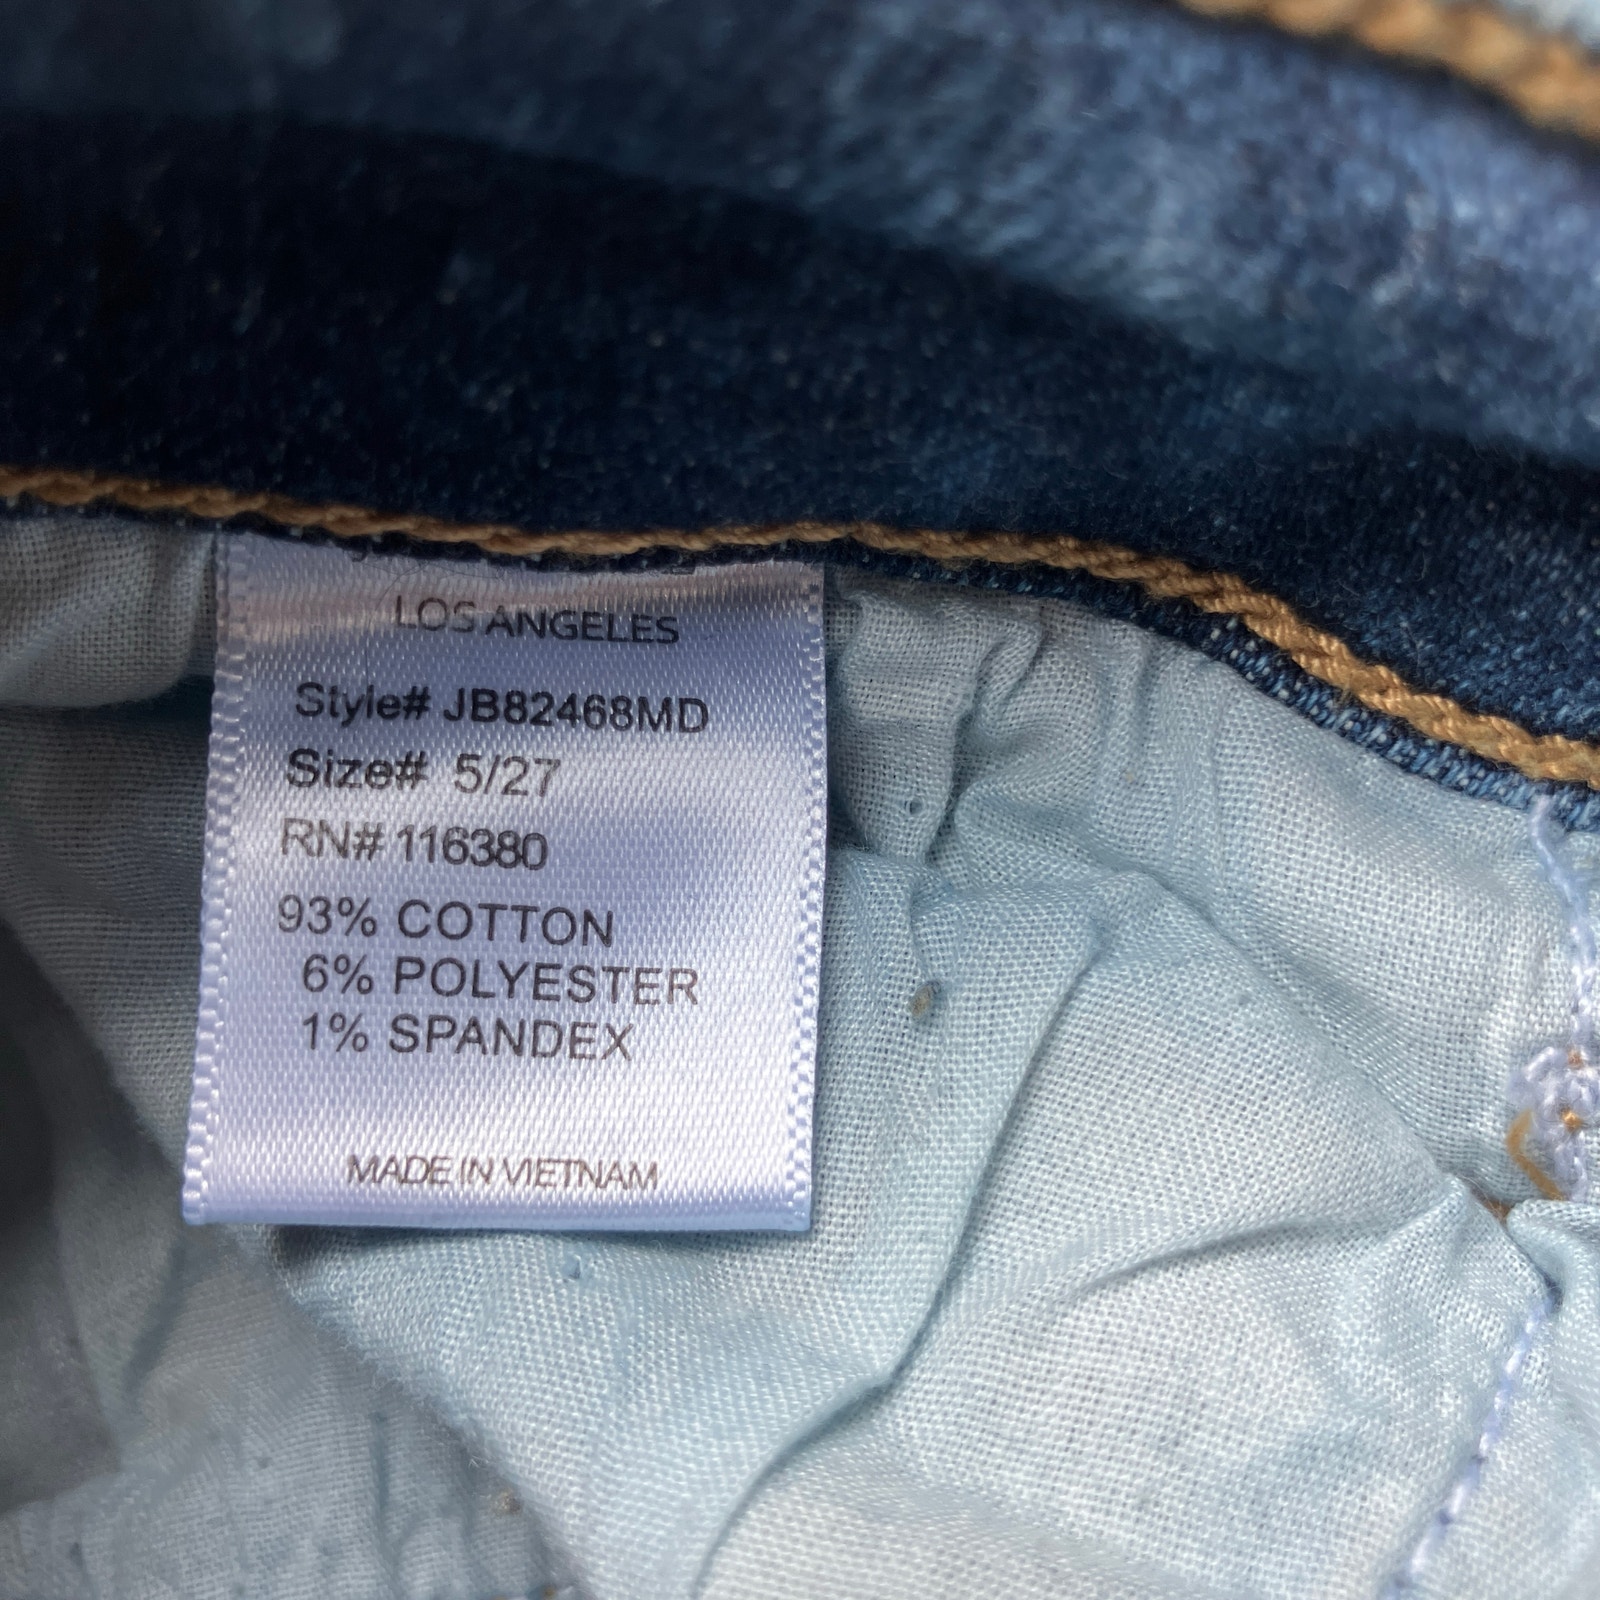 LOS ANGELES
Style# JB82468MD
Size# 5/27
RN# 116380
93% COTTON
6% POLYESTER
1% SPANDEX
MADE IN VIETNAM